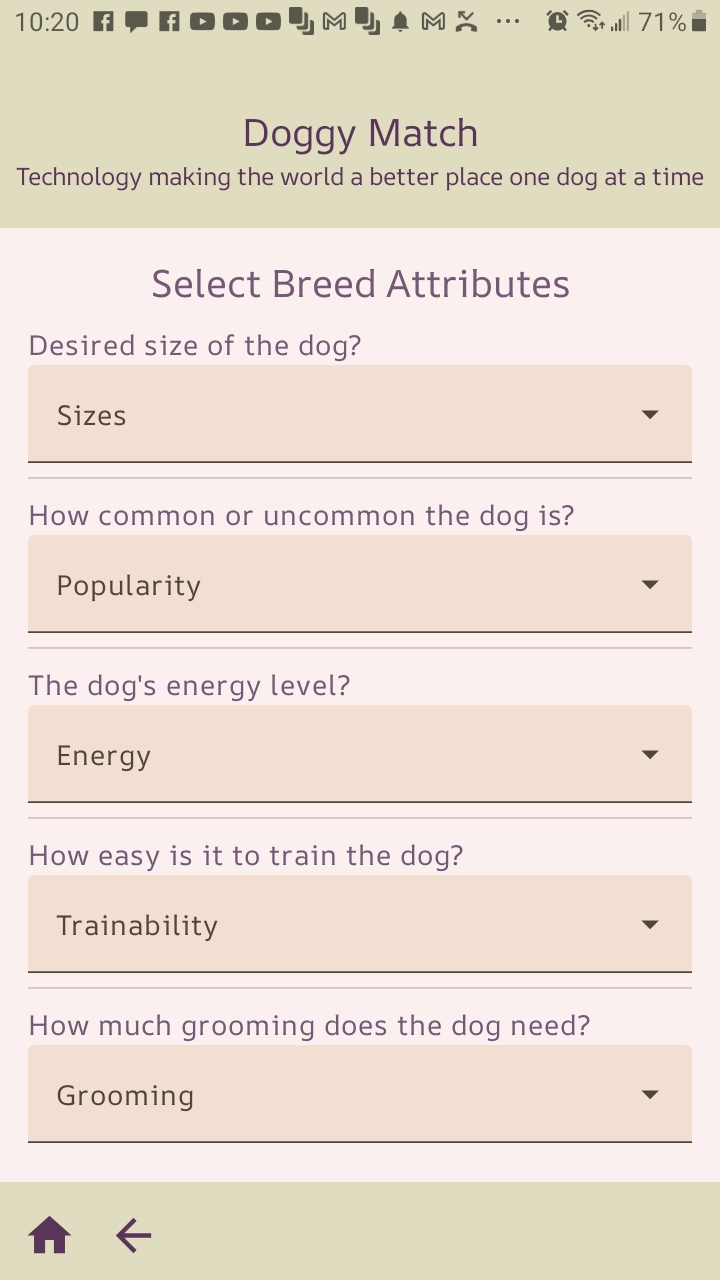 10:20
71%
Doggy Match
Technology making the world a better place one dog at a time
Select Breed Attributes
Desired size of the dog?
Sizes
How common or uncommon the dog is?
Popularity
The dog's energy level?
Energy
How easy is it to train the dog?
Trainability
How much grooming does the dog need?
Grooming